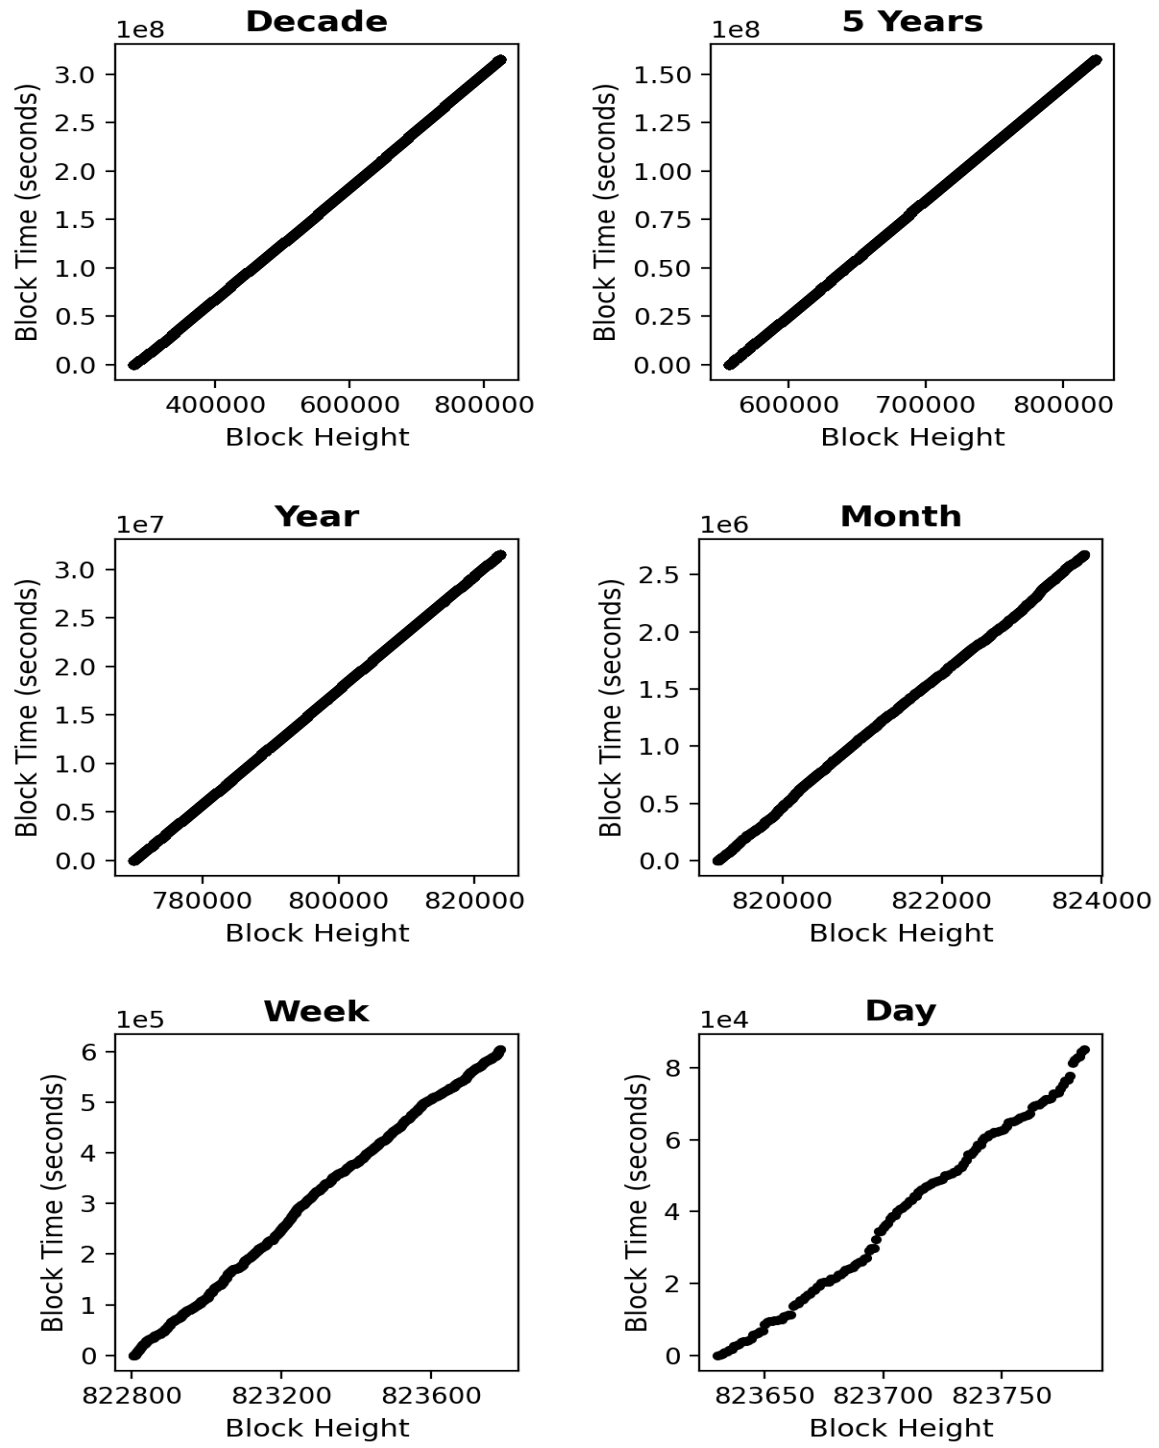 Decade
1e8
3.0
2.5
2.0
1.5
1.0
0.5
0.0
Block Time (seconds)
400000 600000 800000
Block Height
5 Years
1e8
1.50
1.25
1.00
0.75
0.50
0.25
0.00
Block Time (seconds)
600000 700000 800000
Block Height
Year
1e7
3.0
2.5
2.0
1.5
1.0
0.5
0.0
Block Time (seconds)
780000 800000 820000
Block Height
Month
1e6
2.5
2.0
1.5
1.0
0.5
0.0
Block Time (seconds)
820000 822000 824000
Block Height
Week
1e5
6
5
4
3
2
1
0
Block Time (seconds)
822800 823200 823600
Block Height
Day
1e4
8
6
4
2
0
Block Time (seconds)
823650 823700 823750
Block Height